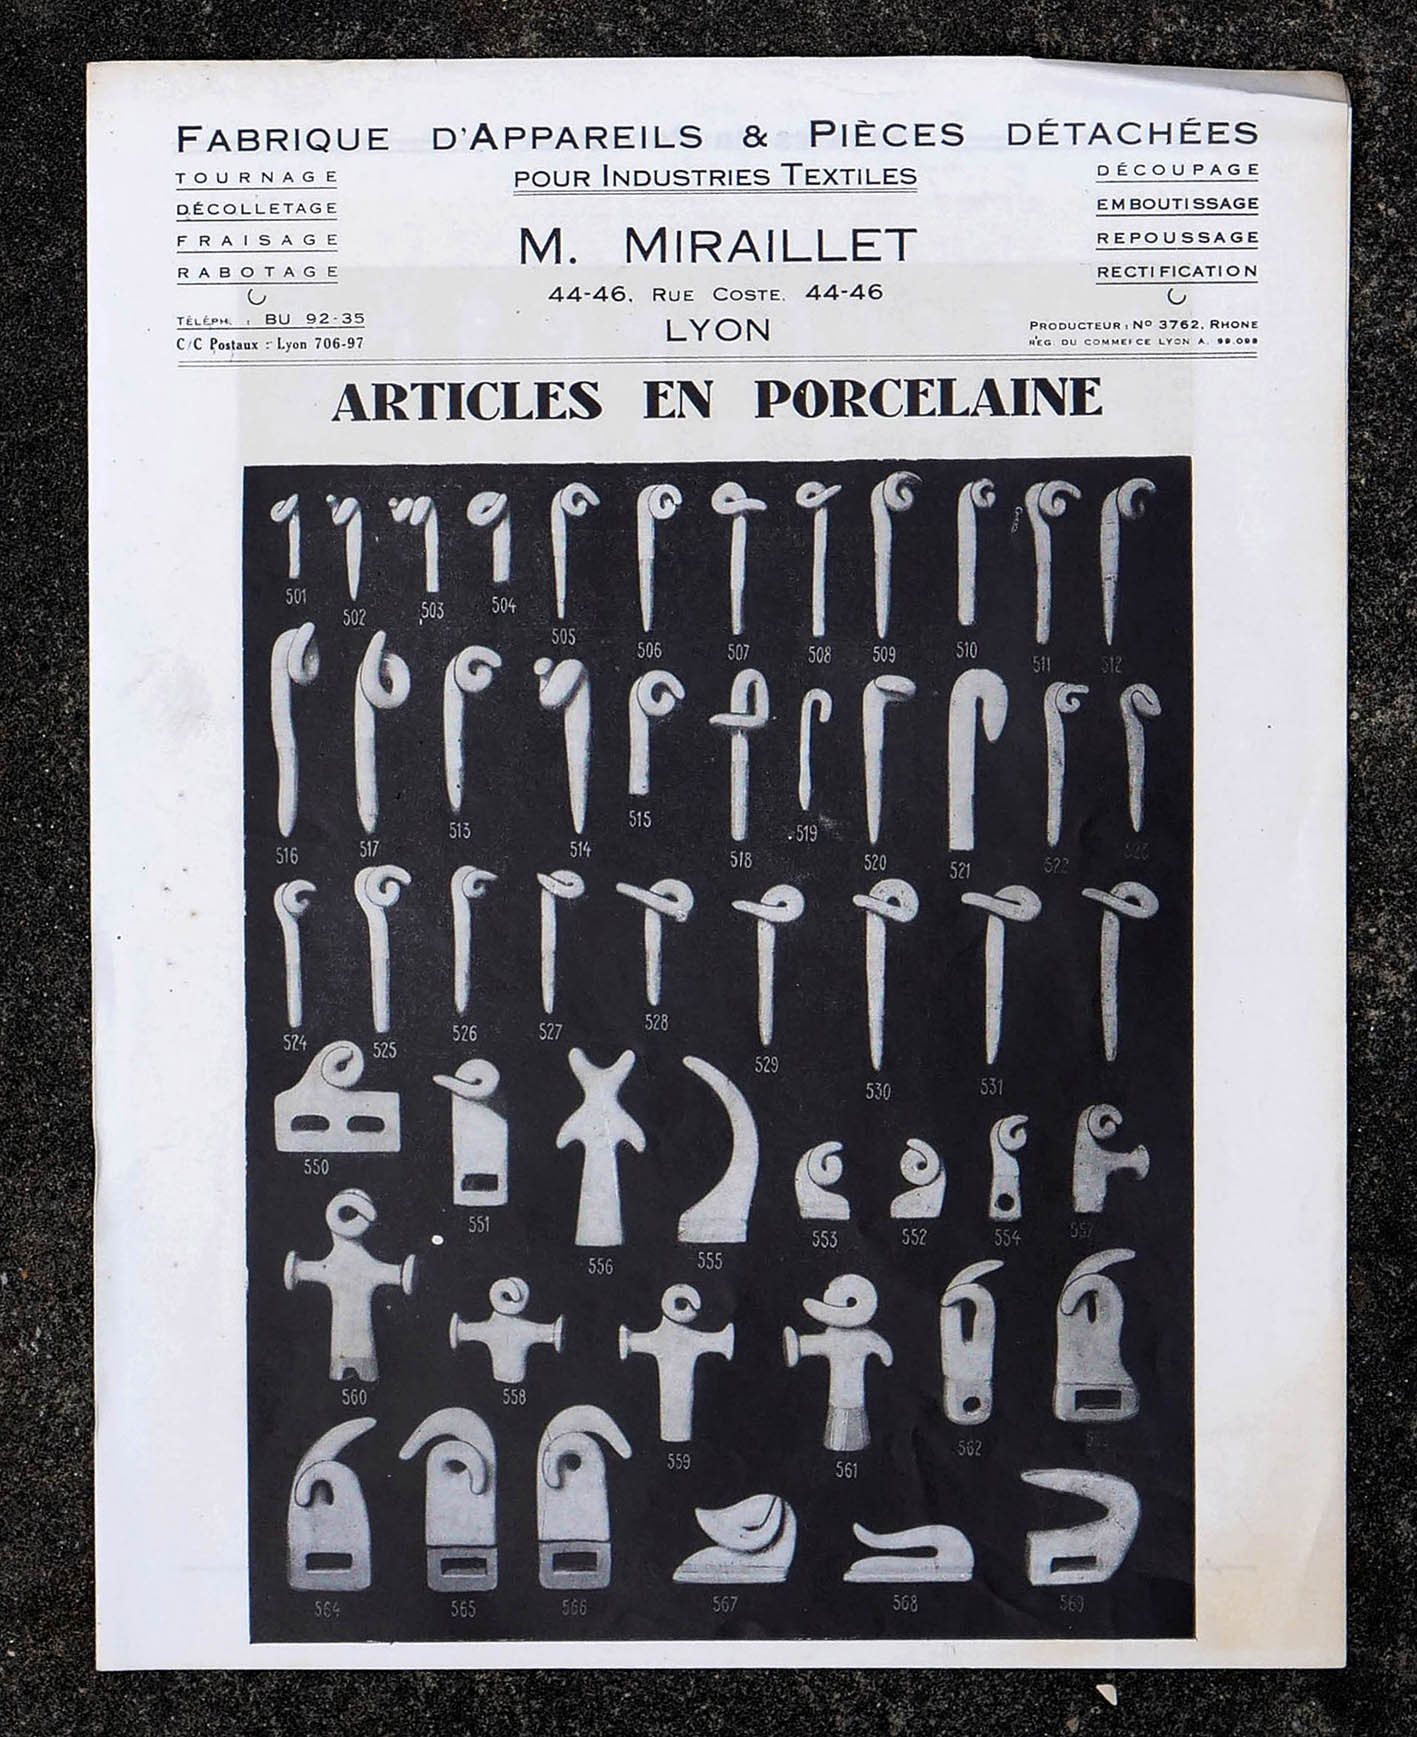 FABRIQUE D'APPAREILS & PIÈCES DÉTACHÉES
POUR INDUSTRIES TEXTILES
TOURNAGE
DÉCOLLETAGE
FRAISAGE
RABOTAGE
TÉLÉPH. : BU 92-35
C/C Postaux : Lyon 706-97
M. MIRAILLET
44-46, RUE COSTE, 44-46
LYON
DÉCOUPAGE
EMBOUTISSAGE
REPOUSSAGE
RECTIFICATION
PRODUCTEUR : Nº 3762, RHONE
REG. DU COMMERCE LYON A. 99.098
ARTICLES EN PORCELAINE
501 502 503 504 505 506 507 508 509 510 511 512
516 517 513 514 515 518 519 520 521 522 523
524 525 526 527 528 529 530 531
550 551 556 555 553 552 554 557
560 558 559 561 562
564 565 566 567 568 569